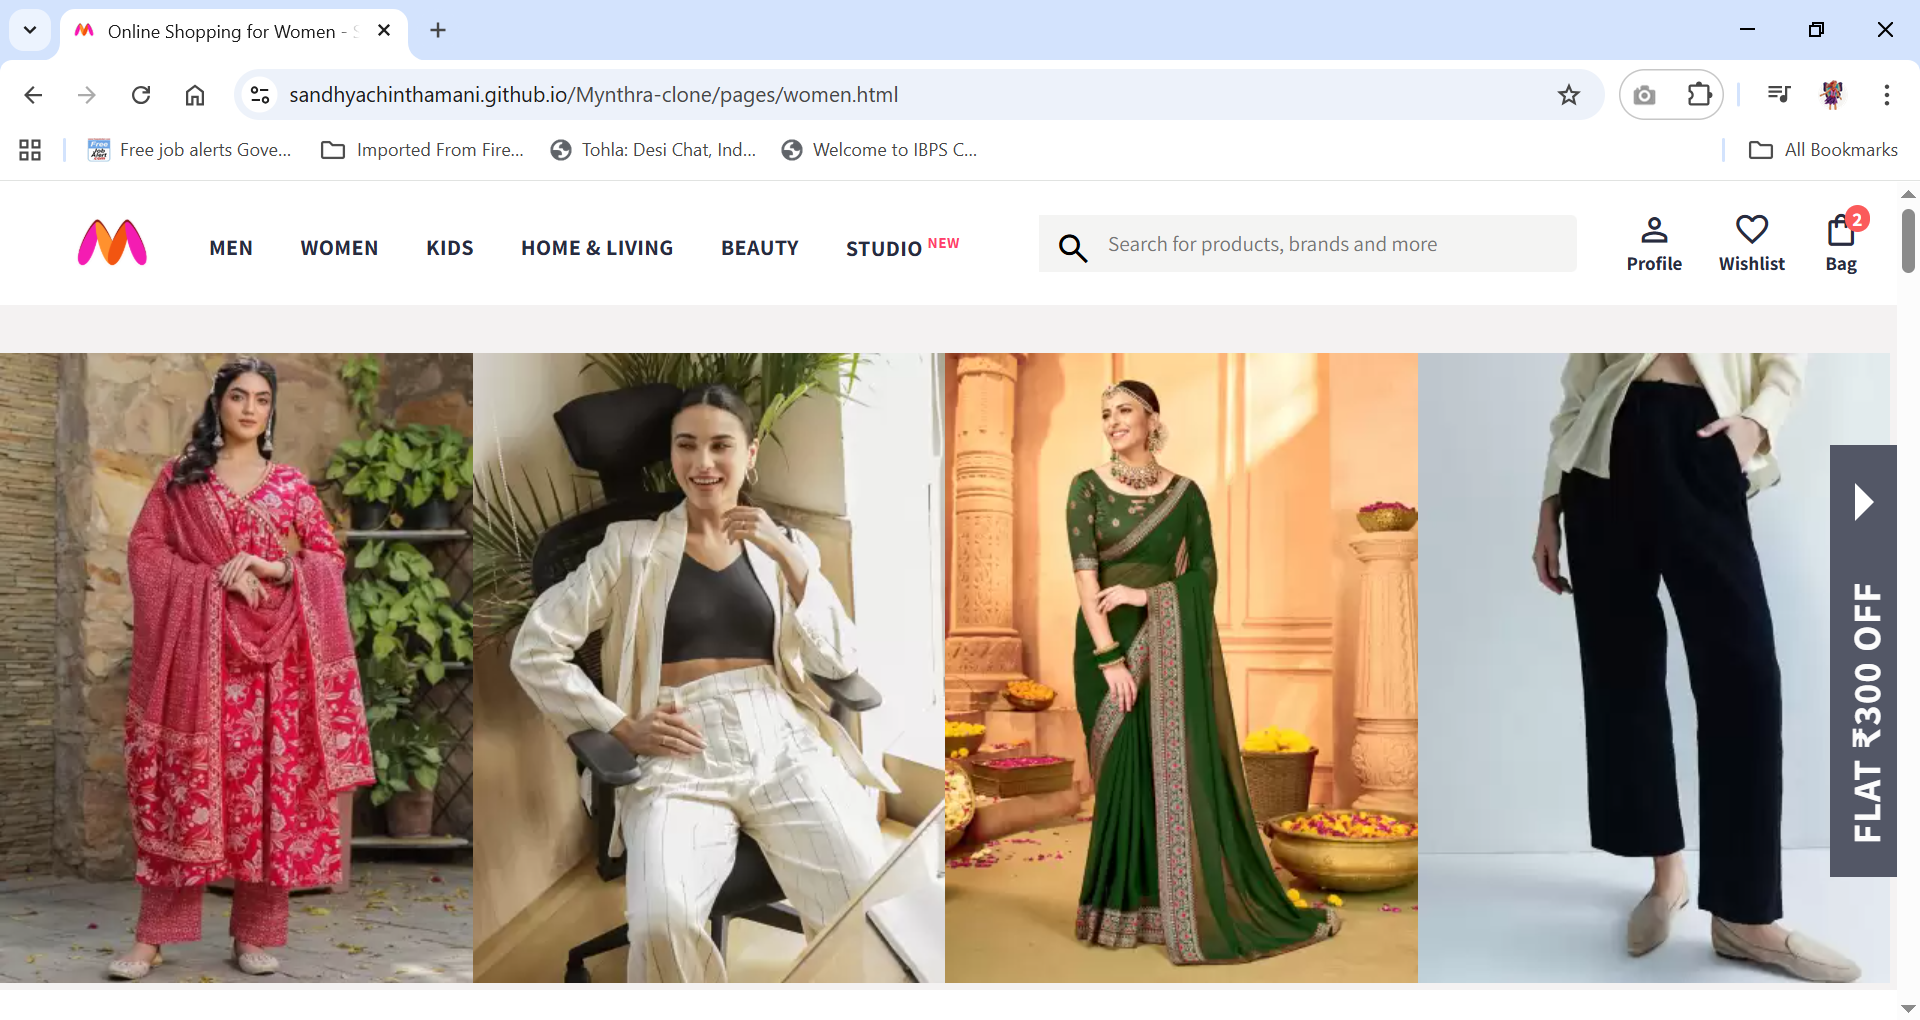 Online Shopping for Women - S
sandhyachinthamani.github.io/Mynthra-clone/pages/women.html
Free job alerts Gove...
Imported From Fire...
Tohla: Desi Chat, Ind...
Welcome to IBPS C...
All Bookmarks
MEN
WOMEN
KIDS
HOME & LIVING
BEAUTY
STUDIO NEW
Search for products, brands and more
Profile
Wishlist
2
Bag
FLAT ₹300 OFF